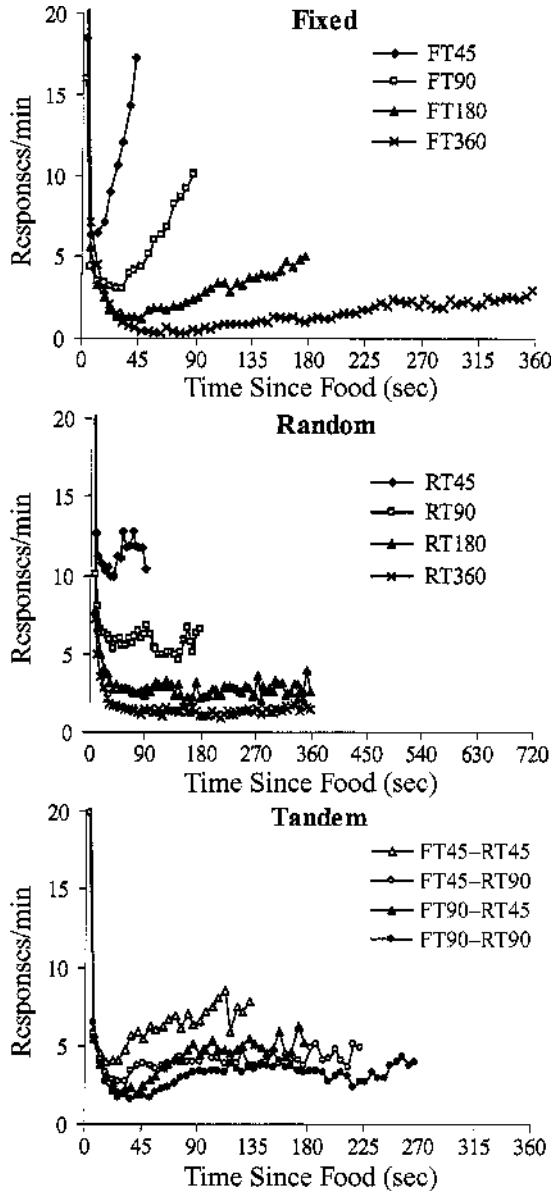 Fixed
20
15
10
5
0
Responses/min
FT45
FT90
FT180
FT360
0 45 90 135 180 225 270 315 360
Time Since Food (sec)
Random
20
15
10
5
0
Responses/min
RT45
RT90
RT180
RT360
0 90 180 270 360 450 540 630 720
Time Since Food (sec)
Tandem
20
15
10
5
0
Responses/min
FT45–RT45
FT45–RT90
FT90–RT45
FT90–RT90
0 45 90 135 180 225 270 315 360
Time Since Food (sec)